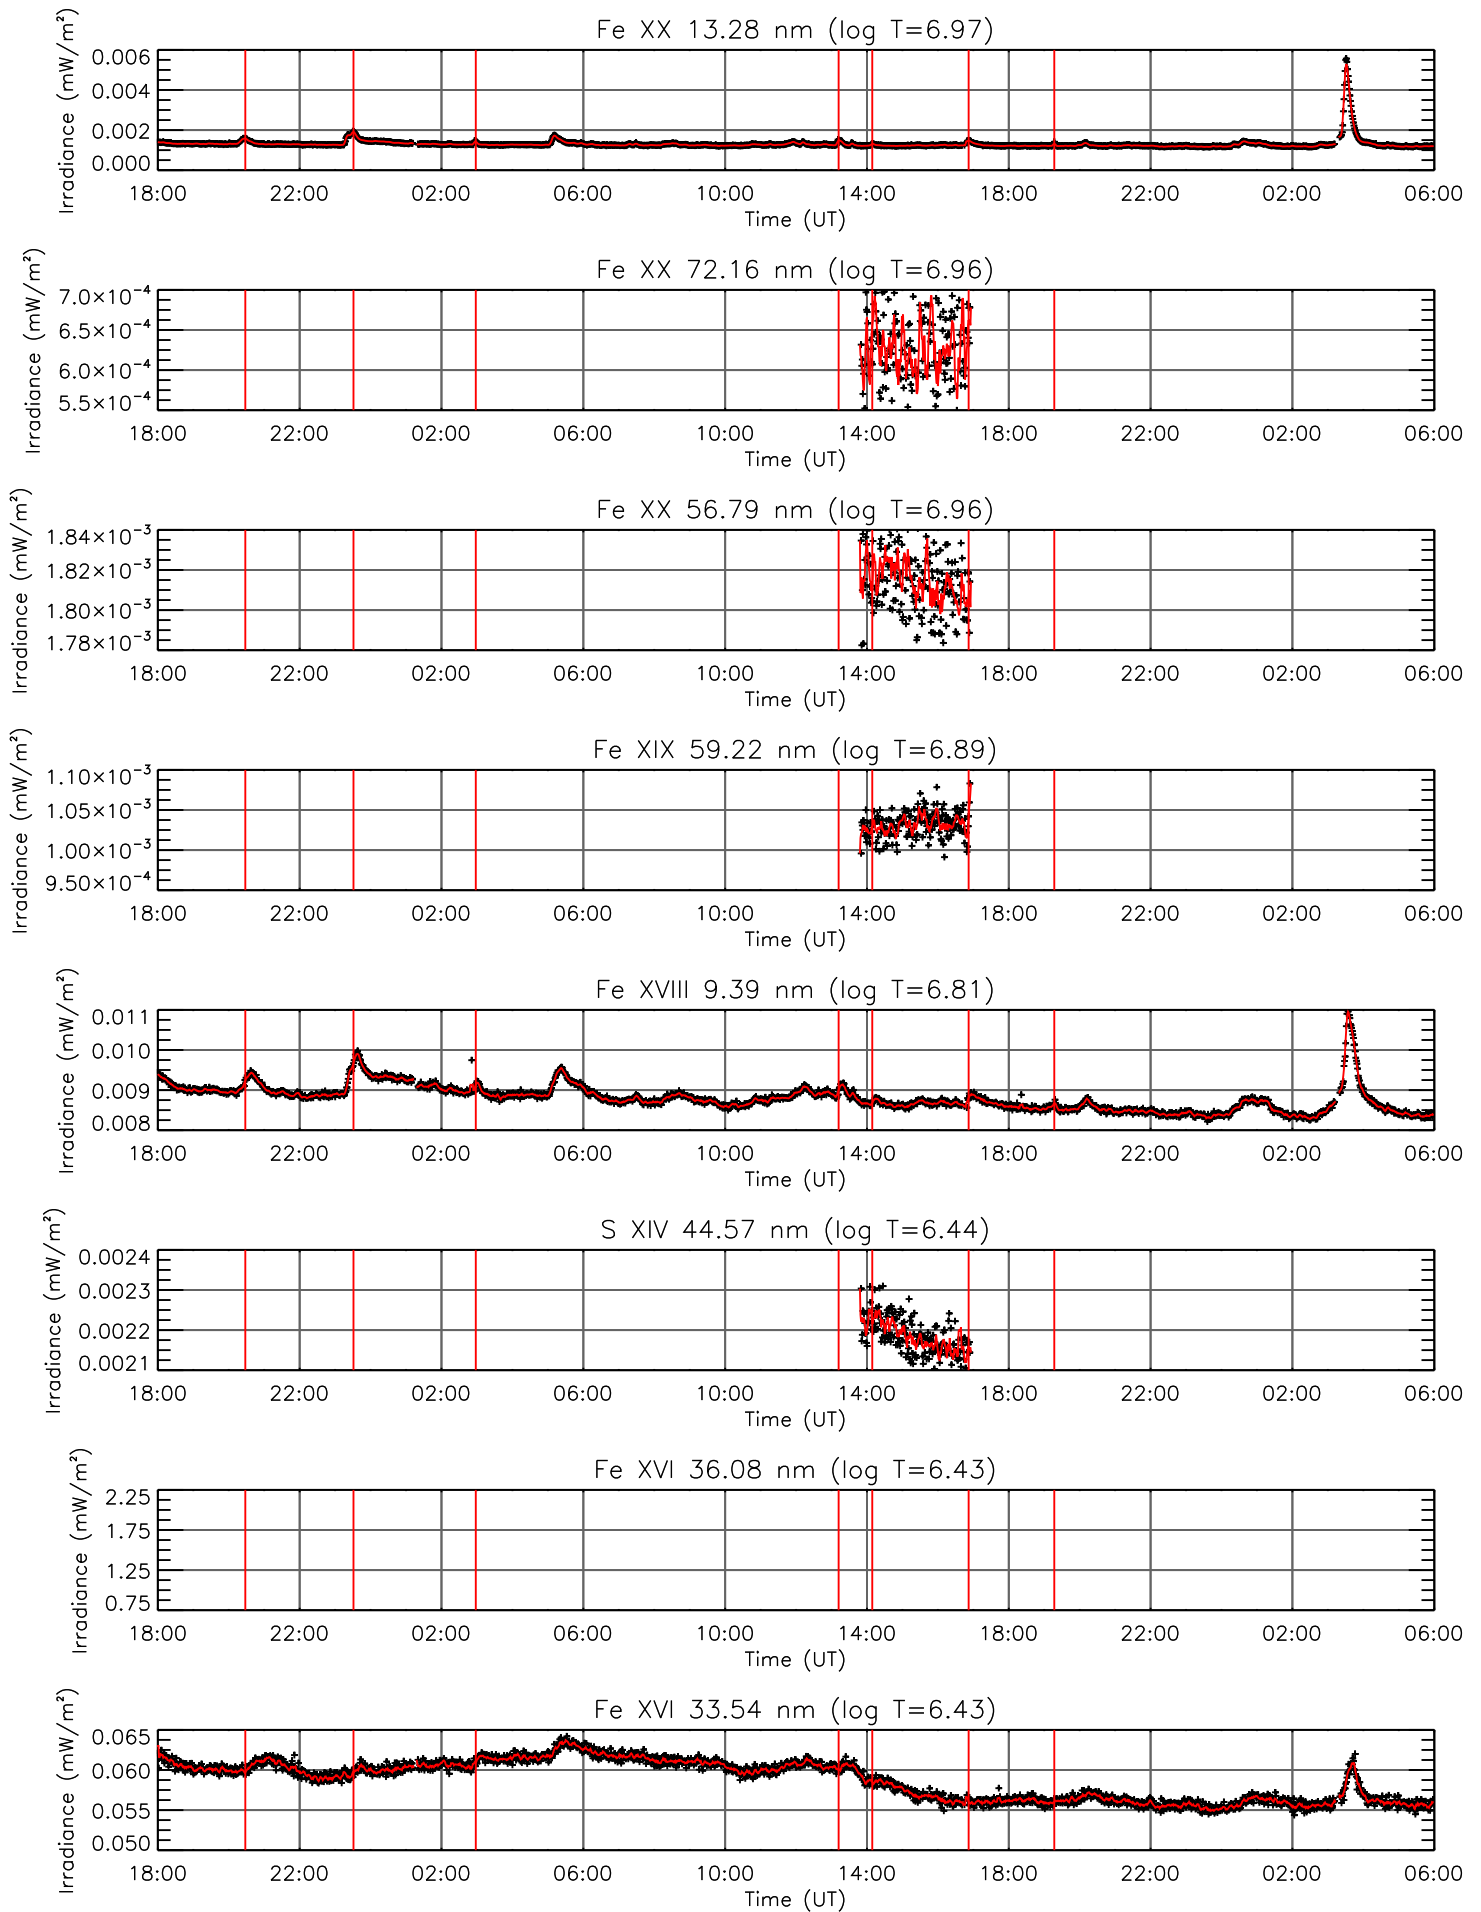 Fe XX 13.28 nm (log T=6.97)
Irradiance (mW/m²)
0.006
0.004
0.002
0.000
18:00 22:00 02:00 06:00 10:00 14:00 18:00 22:00 02:00 06:00
Time (UT)
Fe XX 72.16 nm (log T=6.96)
Irradiance (mW/m²)
7.0×10⁻⁴
6.5×10⁻⁴
6.0×10⁻⁴
5.5×10⁻⁴
18:00 22:00 02:00 06:00 10:00 14:00 18:00 22:00 02:00 06:00
Time (UT)
Fe XX 56.79 nm (log T=6.96)
Irradiance (mW/m²)
1.84×10⁻³
1.82×10⁻³
1.80×10⁻³
1.78×10⁻³
18:00 22:00 02:00 06:00 10:00 14:00 18:00 22:00 02:00 06:00
Time (UT)
Fe XIX 59.22 nm (log T=6.89)
Irradiance (mW/m²)
1.10×10⁻³
1.05×10⁻³
1.00×10⁻³
9.50×10⁻⁴
18:00 22:00 02:00 06:00 10:00 14:00 18:00 22:00 02:00 06:00
Time (UT)
Fe XVIII 9.39 nm (log T=6.81)
Irradiance (mW/m²)
0.011
0.010
0.009
0.008
18:00 22:00 02:00 06:00 10:00 14:00 18:00 22:00 02:00 06:00
Time (UT)
S XIV 44.57 nm (log T=6.44)
Irradiance (mW/m²)
0.0024
0.0023
0.0022
0.0021
18:00 22:00 02:00 06:00 10:00 14:00 18:00 22:00 02:00 06:00
Time (UT)
Fe XVI 36.08 nm (log T=6.43)
Irradiance (mW/m²)
2.25
1.75
1.25
0.75
18:00 22:00 02:00 06:00 10:00 14:00 18:00 22:00 02:00 06:00
Time (UT)
Fe XVI 33.54 nm (log T=6.43)
Irradiance (mW/m²)
0.065
0.060
0.055
0.050
18:00 22:00 02:00 06:00 10:00 14:00 18:00 22:00 02:00 06:00
Time (UT)